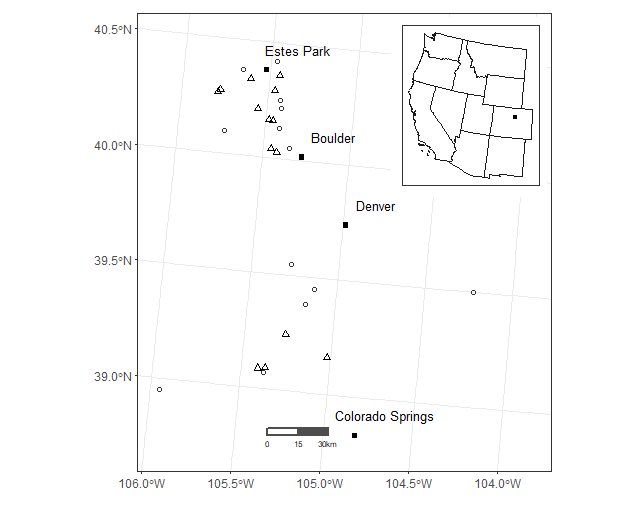 40.5°N
Estes Park
Boulder
40.0°N
Denver
39.5°N
39.0°N
Colorado Springs
0 15 30km
106.0°W 105.5°W 105.0°W 104.5°W 104.0°W